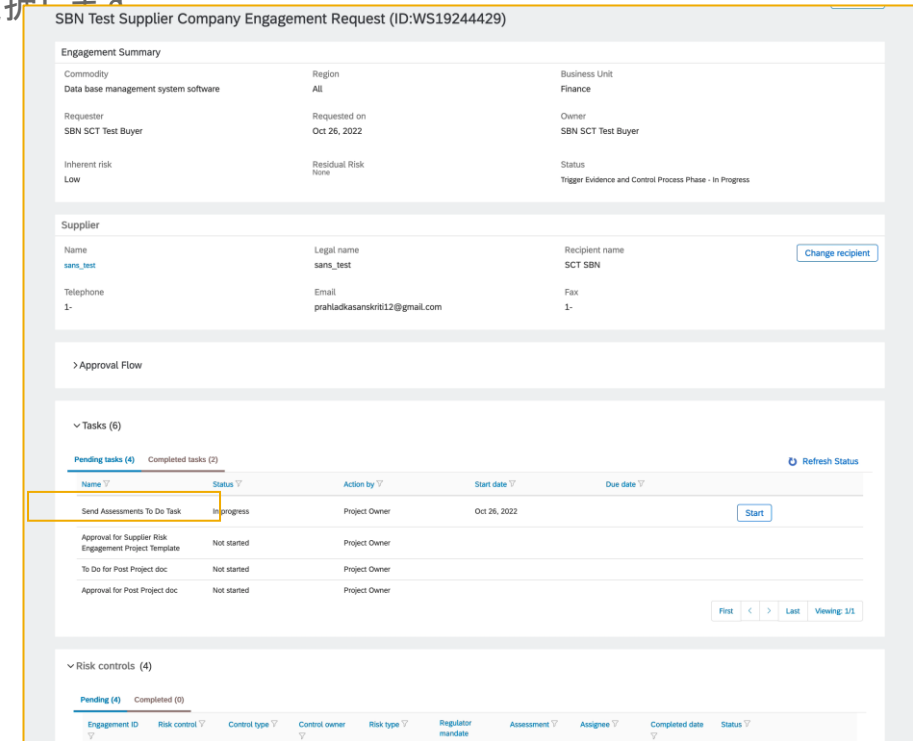 SBN Test Supplier Company Engagement Request (ID:WS19244429)
Engagement Summary
Commodity Region Business Unit
Data base management system software All Finance
Requester Requested on Owner
SBN SCT Test Buyer Oct 26, 2022 SBN SCT Test Buyer
Inherent risk Residual Risk Status
Low None Trigger Evidence and Control Process Phase - In Progress
Supplier
Name Legal name Recipient name Change recipient
sans_test sans_test SCT SBN
Telephone Email Fax
1- prahladkasanskriti12@gmail.com 1-
Approval Flow
Tasks (6)
Pending tasks (4) Completed tasks (2) Refresh Status
Name Status Action by Start date Due date
Send Assessments To Do Task In progress Project Owner Oct 26, 2022 Start
Approval for Supplier Risk
Engagement Project Template Not started Project Owner
To Do for Post Project doc Not started Project Owner
Approval for Post Project doc Not started Project Owner
First < > Last Viewing: 1/1
Risk controls (4)
Pending (4) Completed (0)
Engagement ID Risk control Control type Control owner Risk type Regulator mandate Assessment Assignee Completed date Status